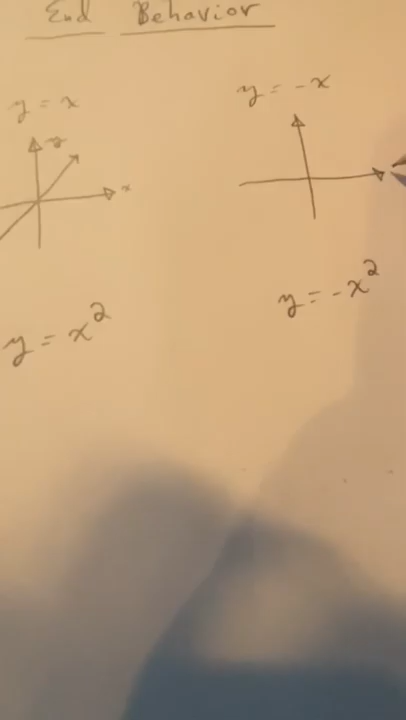 End Behavior
y = x
y = -x
y
x
y = x²
y = -x²